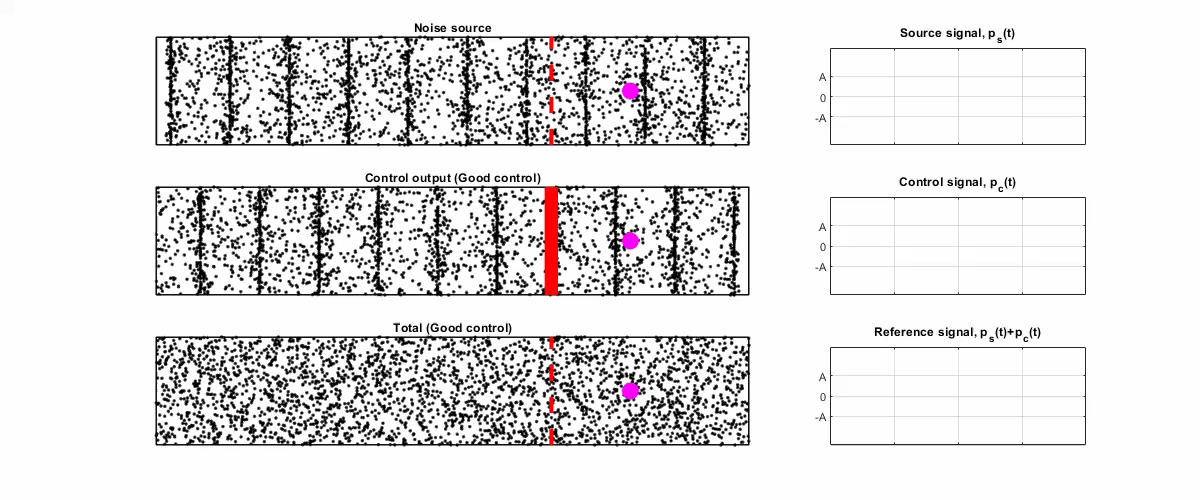 Noise source
Source signal, p_s(t)
A
0
-A
Control output (Good control)
Control signal, p_c(t)
A
0
-A
Total (Good control)
Reference signal, p_s(t)+p_c(t)
A
0
-A